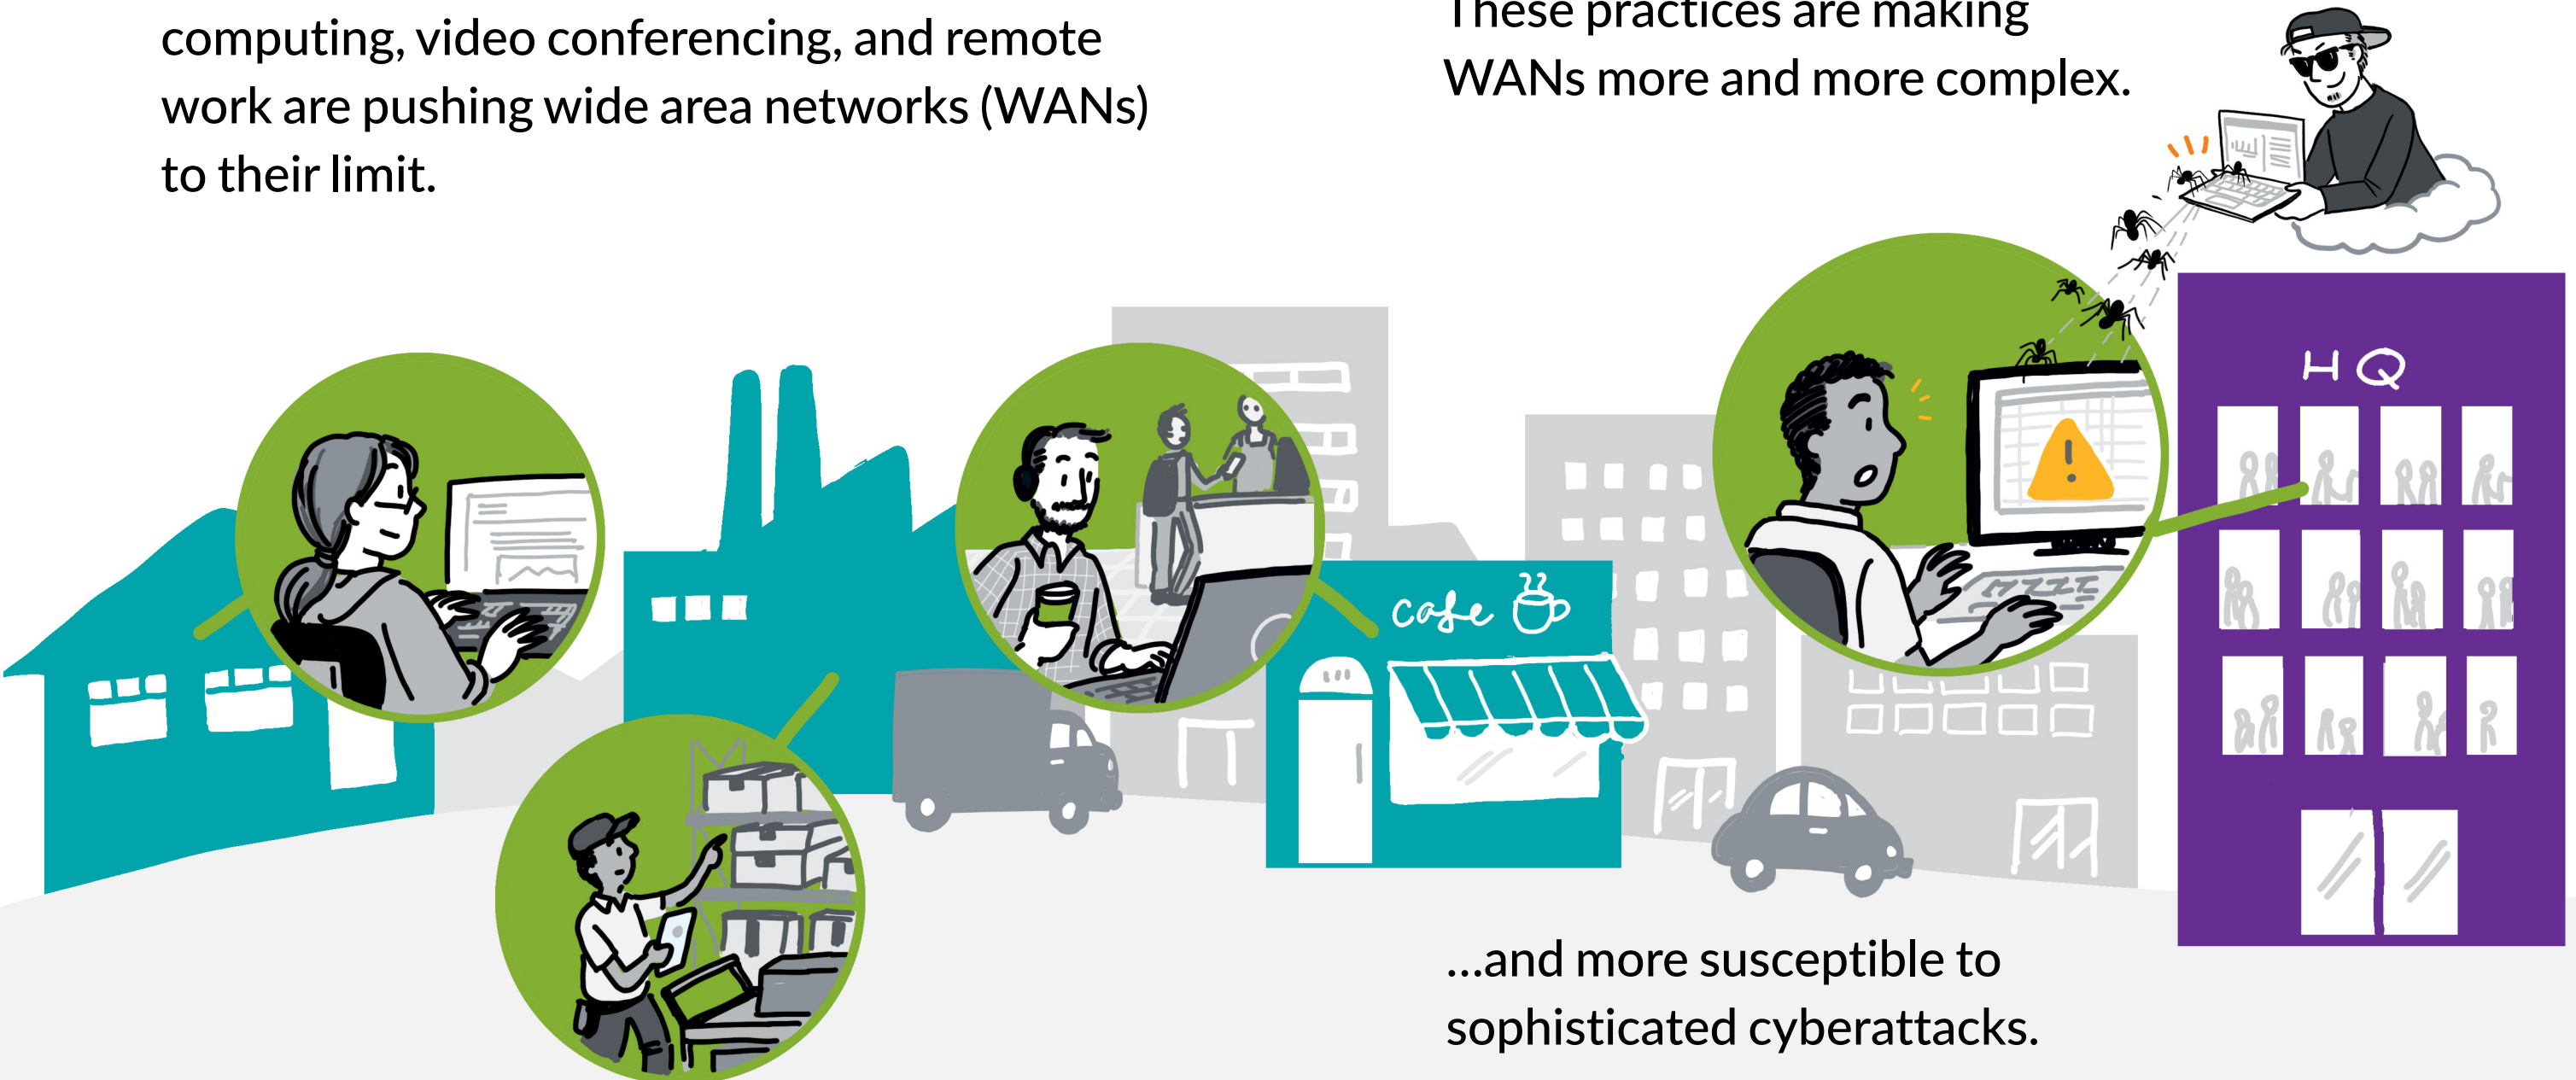 computing, video conferencing, and remote
work are pushing wide area networks (WANs)
to their limit.
These practices are making
WANs more and more complex.
HQ
cafe
!
...and more susceptible to
sophisticated cyberattacks.